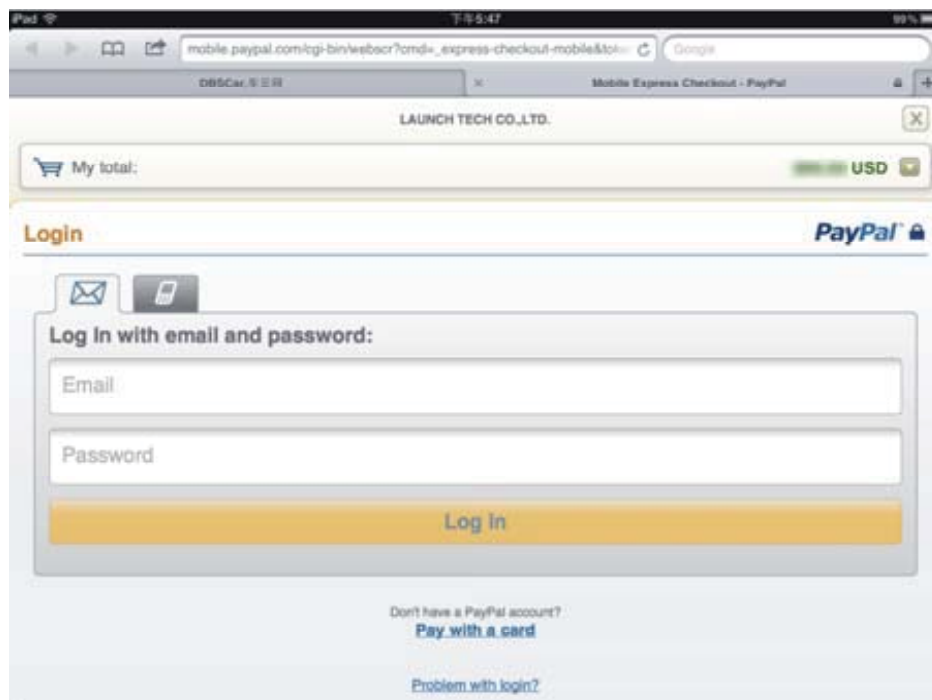 iPad
下午5:47
99%
mobile.paypal.com/cgi-bin/webscr?cmd=_express-checkout-mobile&tok
Google
DBSCar
Mobile Express Checkout - PayPal
LAUNCH TECH CO.,LTD.
My total:
USD
Login
PayPal
Log In with email and password:
Email
Password
Log In
Don't have a PayPal account?
Pay with a card
Problem with login?